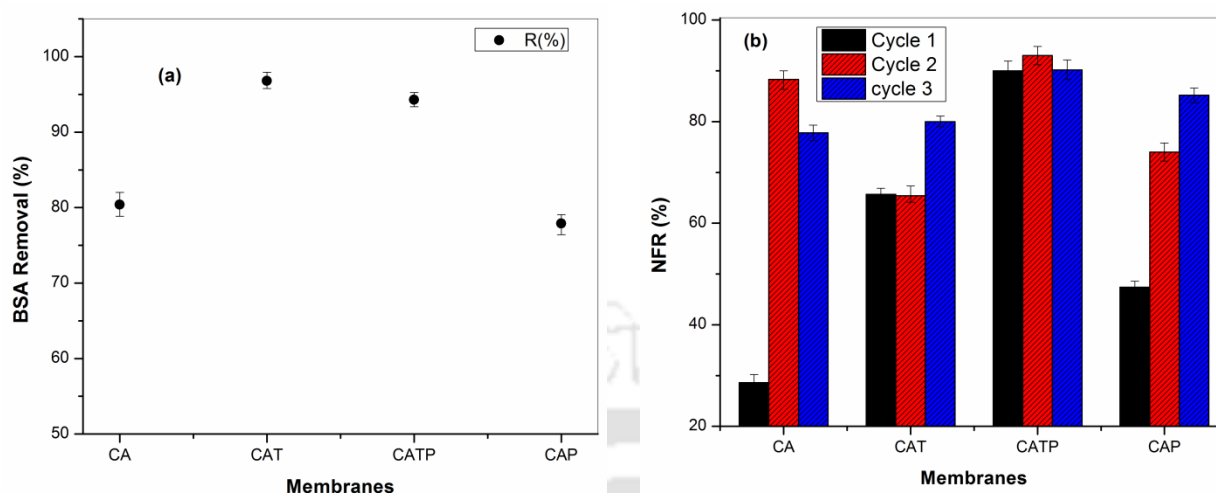 (a)
R(%)
BSA Removal (%)
100
90
80
70
60
50
CA
CAT
CATP
CAP
Membranes
(b)
Cycle 1
Cycle 2
cycle 3
NFR (%)
100
80
60
40
20
CA
CAT
CATP
CAP
Membranes